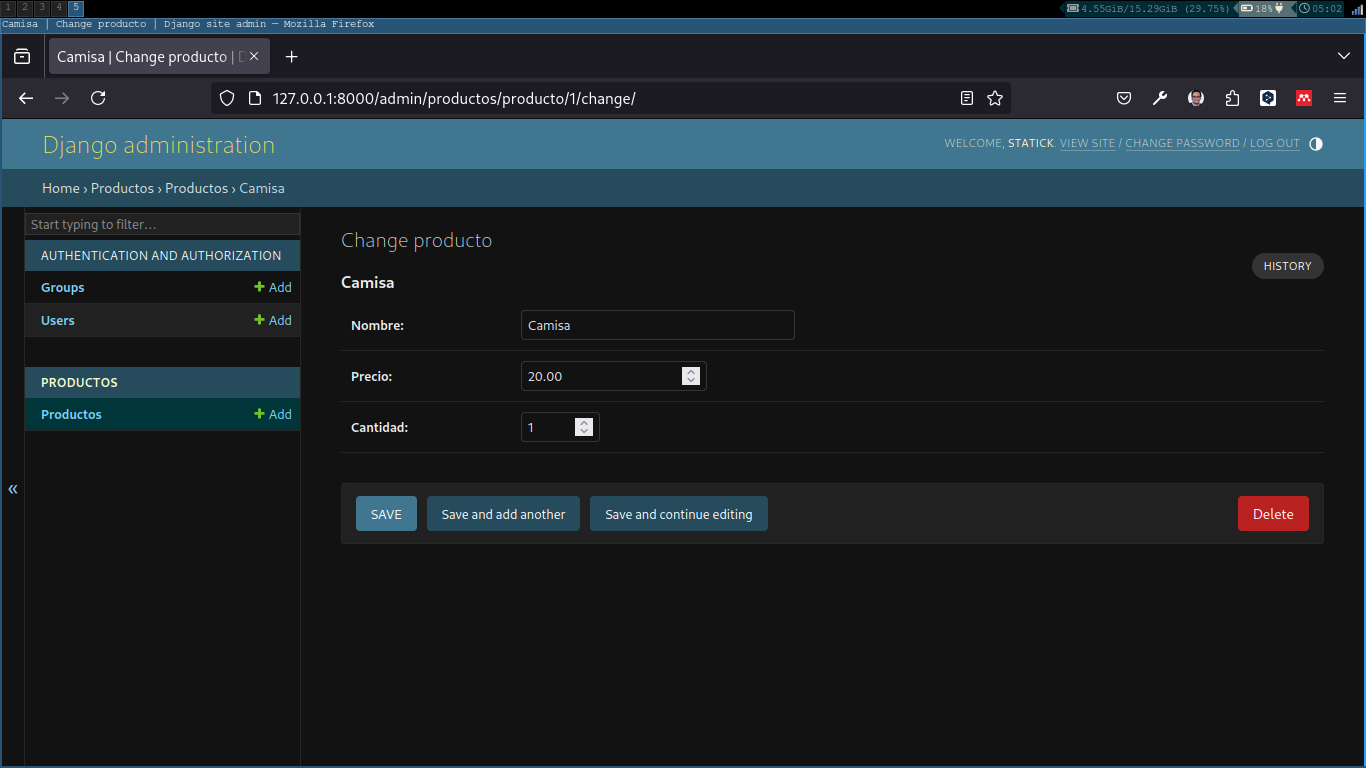 1 2 3 4 5 4.55GiB/15.29GiB (29.75%) 18% 05:02
Camisa | Change producto | Django site admin — Mozilla Firefox
Camisa | Change producto | D
127.0.0.1:8000/admin/productos/producto/1/change/
Django administration
WELCOME, STATICK. VIEW SITE / CHANGE PASSWORD / LOG OUT
Home › Productos › Productos › Camisa
Start typing to filter…
AUTHENTICATION AND AUTHORIZATION
Groups + Add
Users + Add
PRODUCTOS
Productos + Add
«
Change producto
HISTORY
Camisa
Nombre: Camisa
Precio: 20.00
Cantidad: 1
SAVE Save and add another Save and continue editing Delete